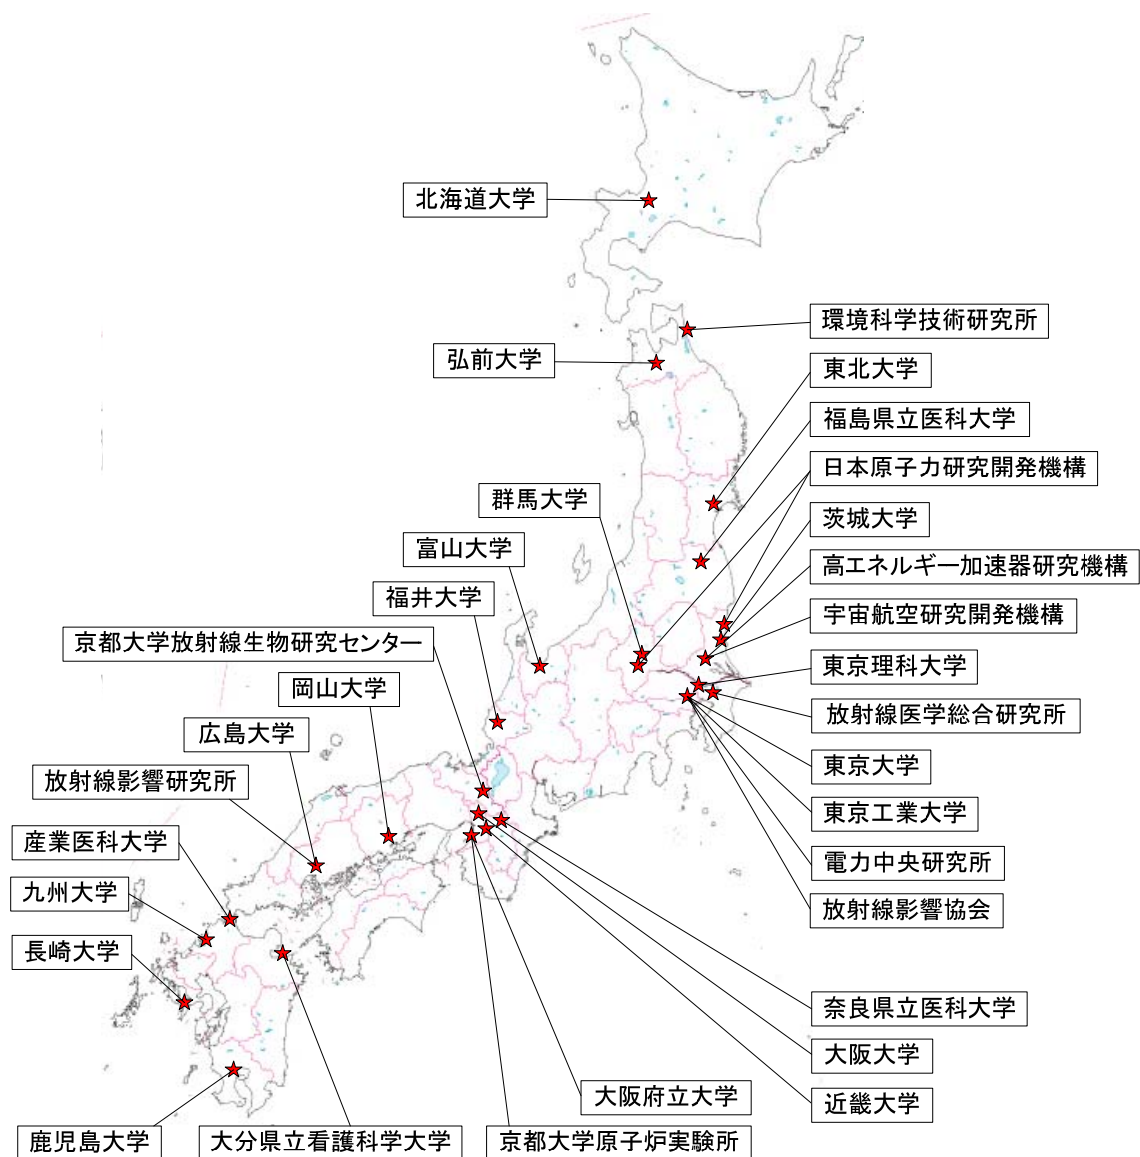 北海道大学
環境科学技術研究所
弘前大学
東北大学
福島県立医科大学
日本原子力研究開発機構
群馬大学
茨城大学
富山大学
高エネルギー加速器研究機構
福井大学
宇宙航空研究開発機構
京都大学放射線生物研究センター
東京理科大学
岡山大学
放射線医学総合研究所
広島大学
東京大学
放射線影響研究所
東京工業大学
産業医科大学
電力中央研究所
九州大学
放射線影響協会
長崎大学
奈良県立医科大学
大阪大学
大阪府立大学
近畿大学
鹿児島大学
大分県立看護科学大学
京都大学原子炉実験所